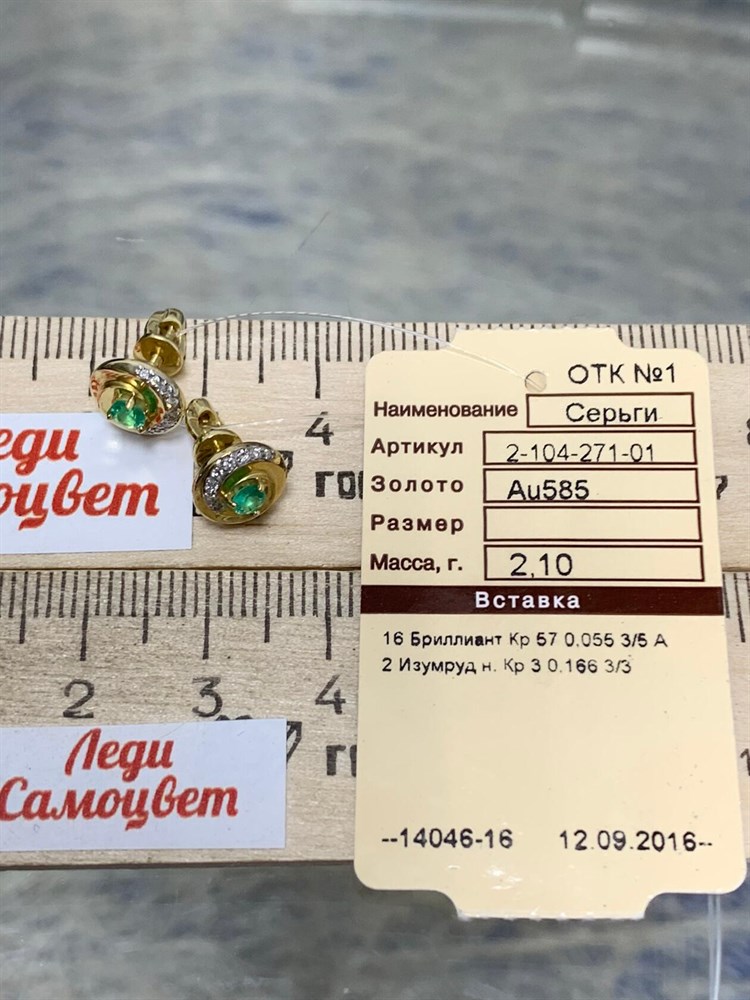 ОТК №1
Наименование Серьги
Артикул 2-104-271-01
Золото Au585
Размер
Масса, г. 2,10
Вставка
16 Бриллиант Кр 57 0.055 3/5 А
2 Изумруд н. Кр 3 0.166 3/3
--14046-16 12.09.2016--
еди
оцвет
4
2 3 4
Леди
Самоцвет